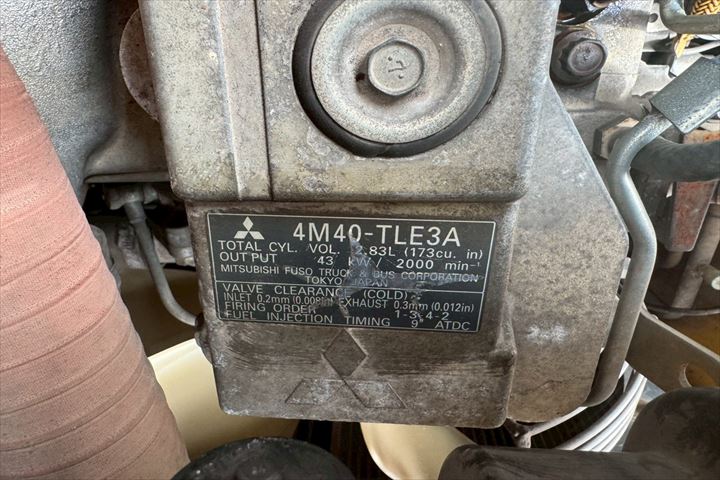 4M40-TLE3A
TOTAL CYL. VOL. 2.83L (173cu. in)
OUTPUT 43 kW / 2000 min⁻¹
MITSUBISHI FUSO TRUCK & BUS CORPORATION
TOKYO JAPAN
VALVE CLEARANCE (COLD)
INLET 0.2mm (0.008in) EXHAUST 0.3mm (0.012in)
FIRING ORDER 1-3-4-2
FUEL INJECTION TIMING 9° ATDC